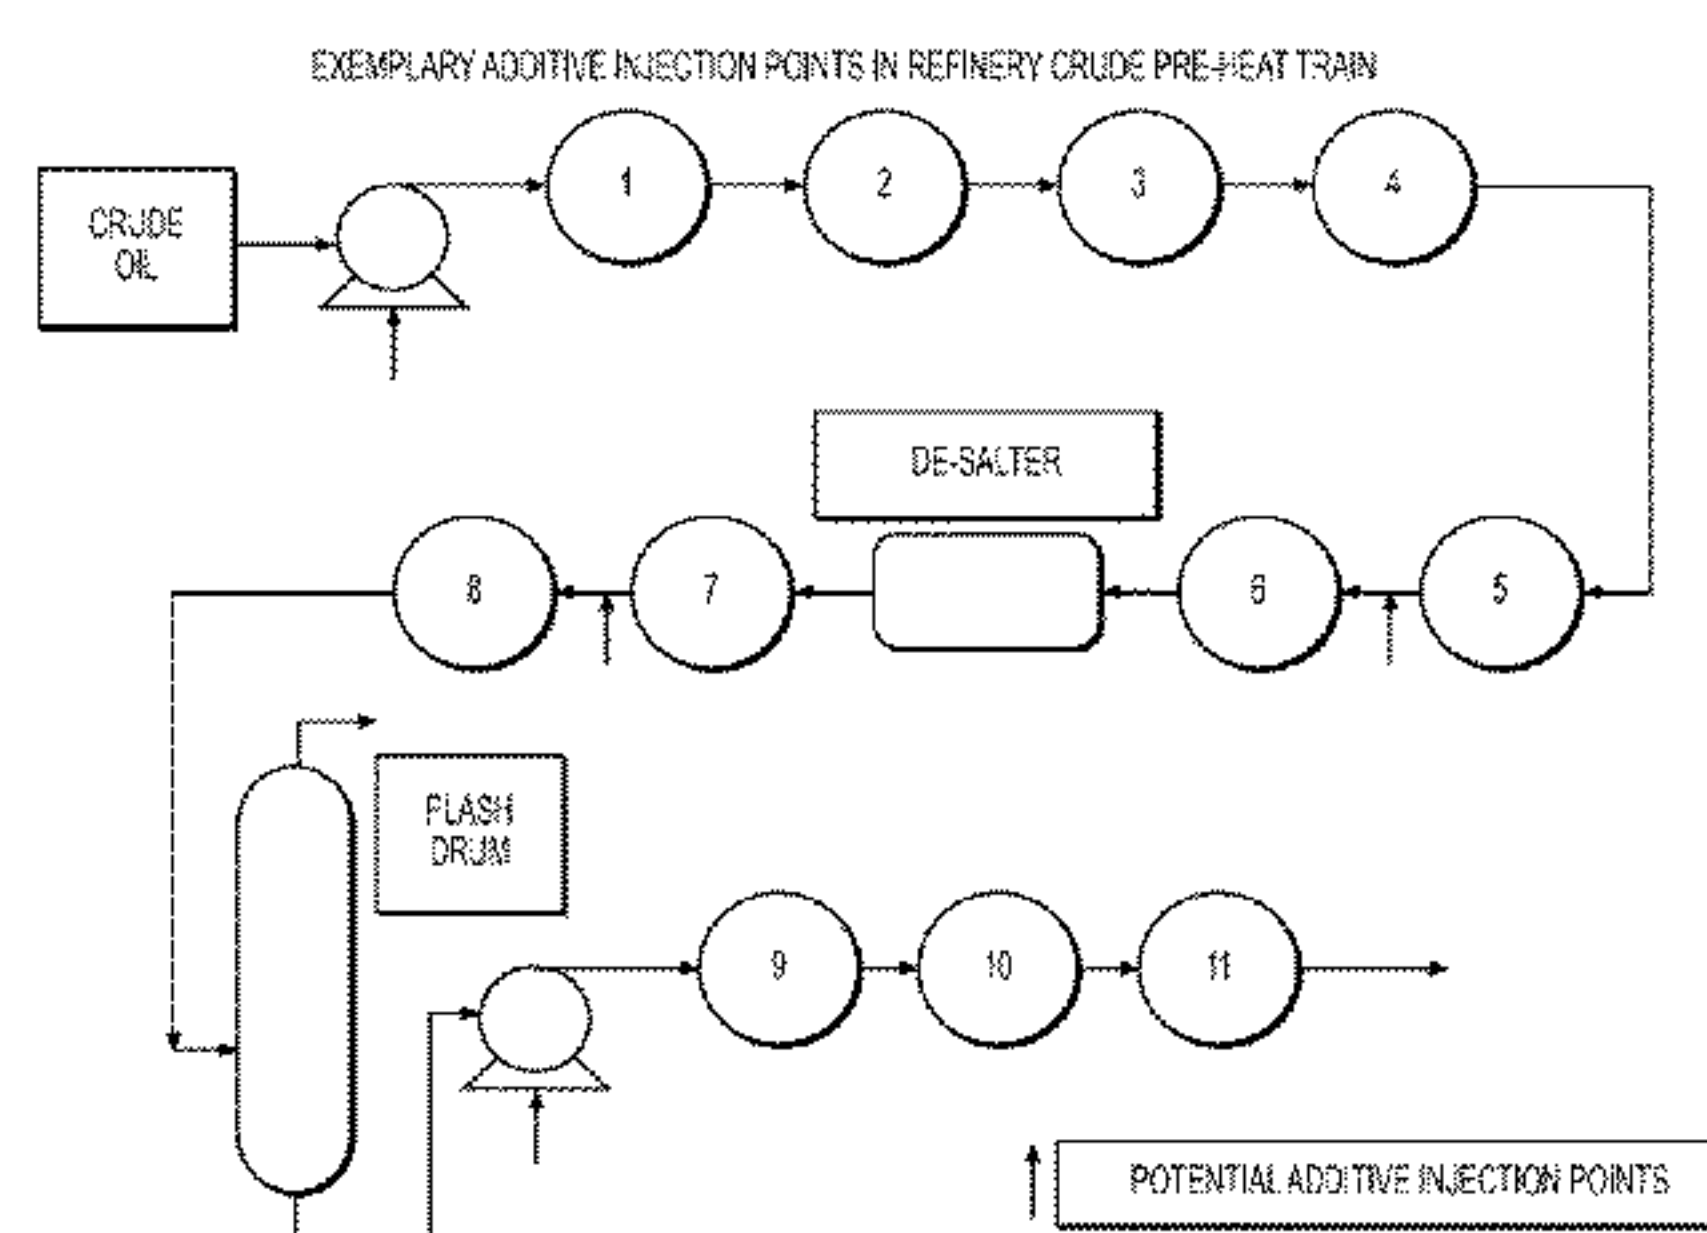 EXEMPLARY ADDITIVE INJECTION POINTS IN REFINERY CRUDE PRE-HEAT TRAIN
CRUDE
OIL
1
2
3
4
DE-SALTER
8
7
6
5
FLASH
DRUM
9
10
11
POTENTIAL ADDITIVE INJECTION POINTS